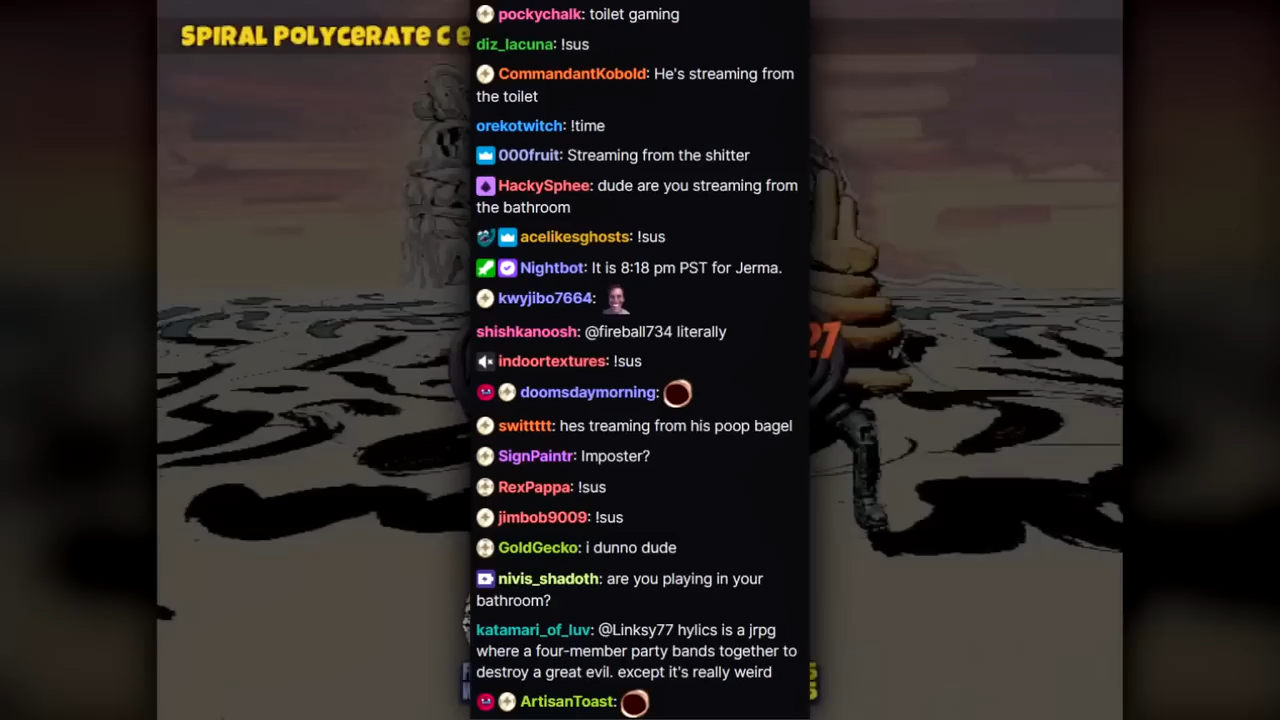 SPIRAL POLYCERATE C E
pockychalk: toilet gaming
diz_lacuna: !sus
CommandantKobold: He's streaming from
the toilet
orekotwitch: !time
000fruit: Streaming from the shitter
HackySphee: dude are you streaming from
the bathroom
acelikesghosts: !sus
Nightbot: It is 8:18 pm PST for Jerma.
kwyjibo7664:
shishkanoosh: @fireball734 literally
21
indoortextures: !sus
doomsdaymorning:
swittttt: hes treaming from his poop bagel
SignPaintr: Imposter?
RexPappa: !sus
jimbob9009: !sus
GoldGecko: i dunno dude
nivis_shadoth: are you playing in your
bathroom?
katamari_of_luv: @Linksy77 hylics is a jrpg
where a four-member party bands together to
destroy a great evil. except it's really weird
ArtisanToast: